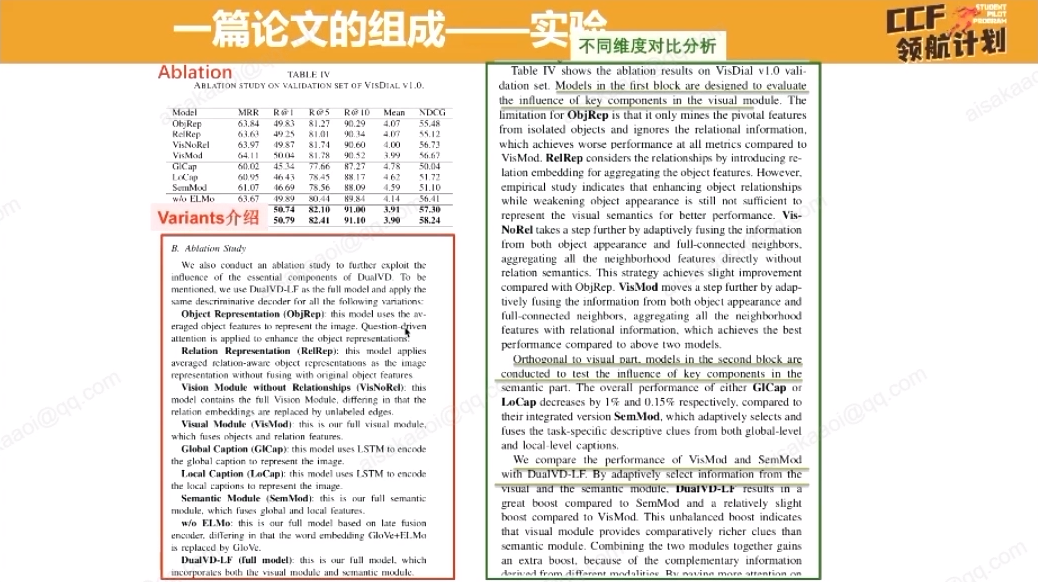 一篇论文的组成——实验
不同维度对比分析
CCF
STUDENT
PILOT
PROGRAM
领航计划
Ablation
TABLE IV
ABLATION STUDY ON VALIDATION SET OF VISDIAL V1.0.
Model MRR R@1 R@5 R@10 Mean NDCG
ObjRep 63.84 49.83 81.27 90.29 4.07 55.48
RelRep 63.63 49.25 81.01 90.34 4.07 55.12
VisNoRel 63.97 49.87 81.74 90.60 4.00 56.73
VisMod 64.11 50.04 81.78 90.52 3.99 56.67
GlCap 60.02 45.34 77.66 87.27 4.78 50.04
LoCap 60.95 46.43 78.45 88.17 4.62 51.72
SemMod 61.07 46.69 78.56 88.09 4.59 51.10
w/o ELMo 63.67 49.89 80.44 89.84 4.14 56.41
50.74 82.10 91.00 3.91 57.30
50.79 82.41 91.10 3.90 58.24
Variants介绍
B. Ablation Study
We also conduct an ablation study to further exploit the
influence of the essential components of DualVD. To be
mentioned, we use DualVD-LF as the full model and apply the
same descriminative decoder for all the following variations:
Object Representation (ObjRep): this model uses the av-
eraged object features to represent the image. Question-driven
attention is applied to enhance the object representations.
Relation Representation (RelRep): this model applies
averaged relation-aware object representations as the image
representation without fusing with original object features
Vision Module without Relationships (VisNoRel): this
model contains the full Vision Module, differing in that the
relation embeddings are replaced by unlabeled edges.
Visual Module (VisMod): this is our full visual module,
which fuses objects and relation features.
Global Caption (GlCap): this model uses LSTM to encode
the global caption to represent the image.
Local Caption (LoCap): this model uses LSTM to encode
the local captions to represent the image.
Semantic Module (SemMod): this is our full semantic
module, which fuses global and local features.
w/o ELMo: this is our full model based on late fusion
encoder, differing in that the word embedding GloVe+ELMo
is replaced by GloVe.
DualVD-LF (full model): this is our full model, which
incorporates both the visual module and semantic module.
Table IV shows the ablation results on VisDial v1.0 vali-
dation set. Models in the first block are designed to evaluate
the influence of key components in the visual module. The
limitation for ObjRep is that it only mines the pivotal features
from isolated objects and ignores the relational information,
which achieves worse performance at all metrics compared to
VisMod. RelRep considers the relationships by introducing re-
lation embedding for aggregating the object features. However,
empirical study indicates that enhancing object relationships
while weakening object appearance is still not sufficient to
represent the visual semantics for better performance. Vis-
NoRel takes a step further by adaptively fusing the information
from both object appearance and full-connected neighbors,
aggregating all the neighborhood features directly without
relation semantics. This strategy achieves slight improvement
compared with ObjRep. VisMod moves a step further by adap-
tively fusing the information from both object appearance and
full-connected neighbors, aggregating all the neighborhood
features with relational information, which achieves the best
performance compared to above two models.
Orthogonal to visual part, models in the second block are
conducted to test the influence of key components in the
semantic part. The overall performance of either GlCap or
LoCap decreases by 1% and 0.15% respectively, compared to
their integrated version SemMod, which adaptively selects and
fuses the task-specific descriptive clues from both global-level
and local-level captions.
We compare the performance of VisMod and SemMod
with DualVD-LF. By adaptively select information from the
visual and the semantic module, DualVD-LF results in a
great boost compared to SemMod and a relatively slight
boost compared to VisMod. This unbalanced boost indicates
that visual module provides comparatively richer clues than
semantic module. Combining the two modules together gains
an extra boost, because of the complementary information
derived from different modalities. By paying more attention on